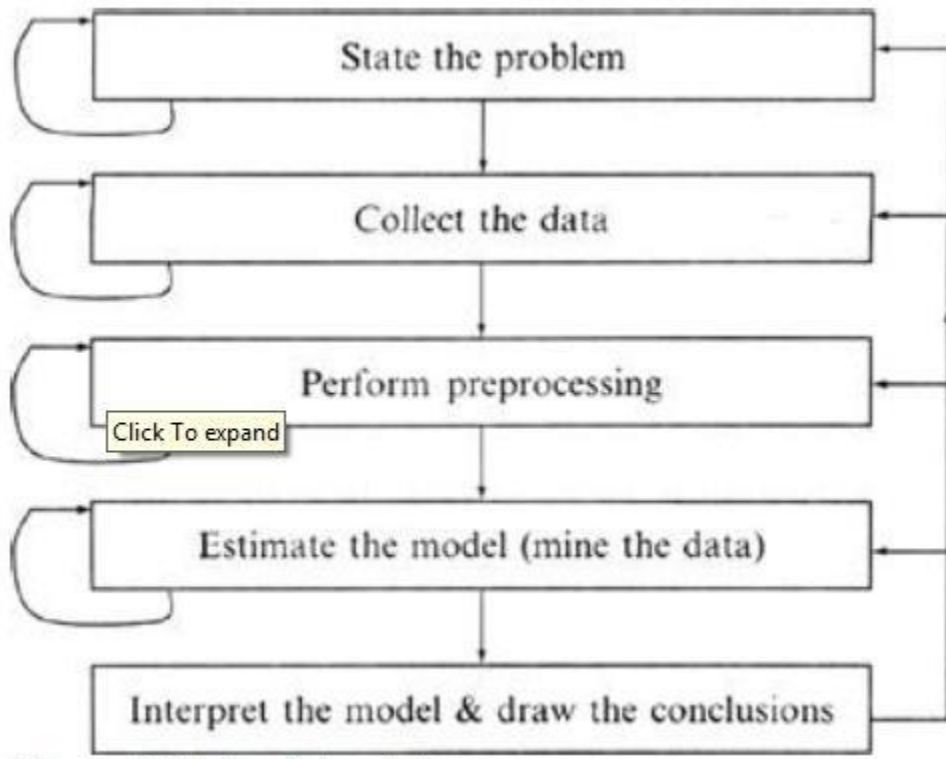 State the problem
Collect the data
Perform preprocessing
Click To expand
Estimate the model (mine the data)
Interpret the model & draw the conclusions